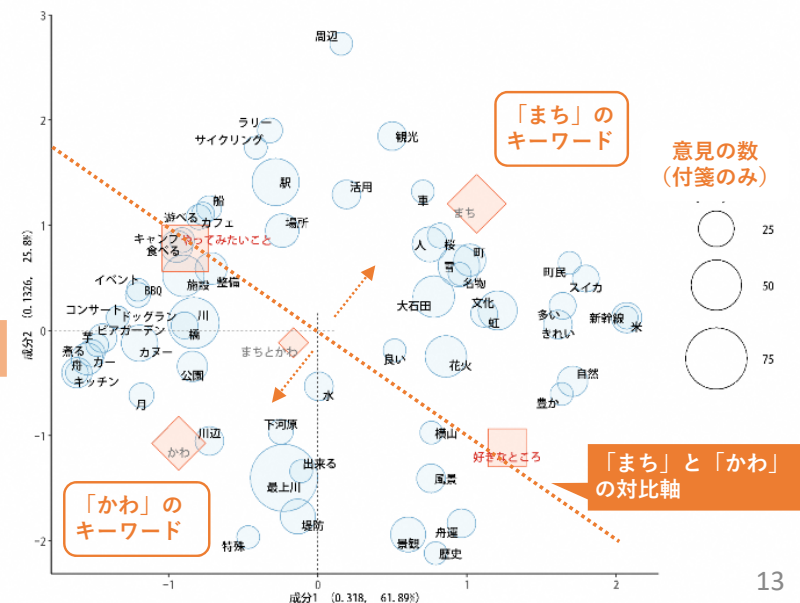 3
2
1
0
-1
-2
成分2 (0.1326, 25.8%)
周辺
ラリー
サイクリング
観光
駅
活用
車
まち
船
遊べる
カフェ
場所
キャンプ
やってみたいこと
食べる
人
桜
町
雪
名物
施設
整備
町民
スイカ
イベント
BBQ
大石田
文化
虹
コンサート
ドッグラン
川
多い
新幹線
米
ビアガーデン
橋
きれい
芋
煮る
カー
カヌー
まちとかわ
良い
花火
舟
キッチン
公園
自然
月
水
豊か
下河原
川辺
かわ
横山
好きなところ
出来る
最上川
風景
堤防
特殊
景観
舟運
歴史
-1
0
1
2
成分1 (0.318, 61.89%)
「まち」の
キーワード
「かわ」の
キーワード
意見の数
(付箋のみ)
25
50
75
「まち」と「かわ」
の対比軸
13